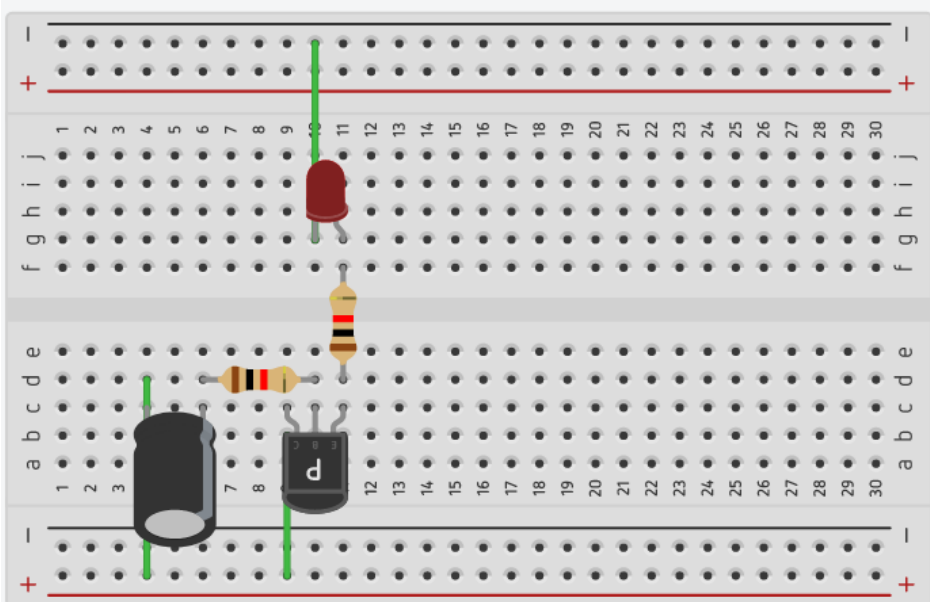 − −
+ +
1 2 3 4 5 6 7 8 9 10 11 12 13 14 15 16 17 18 19 20 21 22 23 24 25 26 27 28 29 30
j j
i i
h h
g g
f f
e e
d d
c c
b b
C B E
P
a a
1 2 3 7 8 12 13 14 15 16 17 18 19 20 21 22 23 24 25 26 27 28 29 30
− −
+ +